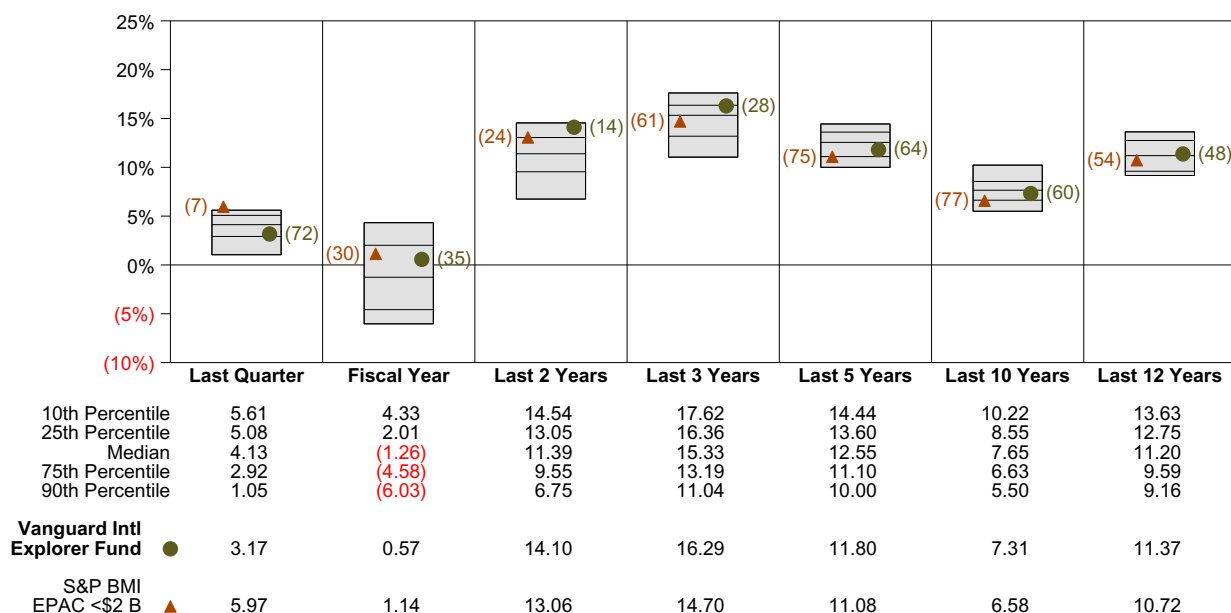 25%
20%
15%
10%
5%
0%
(5%)
(10%)
(7)
(72)
(30)
(35)
(24)
(14)
(61)
(28)
(75)
(64)
(77)
(60)
(54)
(48)
Last Quarter Fiscal Year Last 2 Years Last 3 Years Last 5 Years Last 10 Years Last 12 Years
10th Percentile 5.61 4.33 14.54 17.62 14.44 10.22 13.63
25th Percentile 5.08 2.01 13.05 16.36 13.60 8.55 12.75
Median 4.13 (1.26) 11.39 15.33 12.55 7.65 11.20
75th Percentile 2.92 (4.58) 9.55 13.19 11.10 6.63 9.59
90th Percentile 1.05 (6.03) 6.75 11.04 10.00 5.50 9.16
Vanguard Intl
Explorer Fund 3.17 0.57 14.10 16.29 11.80 7.31 11.37
S&P BMI
EPAC <$2 B 5.97 1.14 13.06 14.70 11.08 6.58 10.72